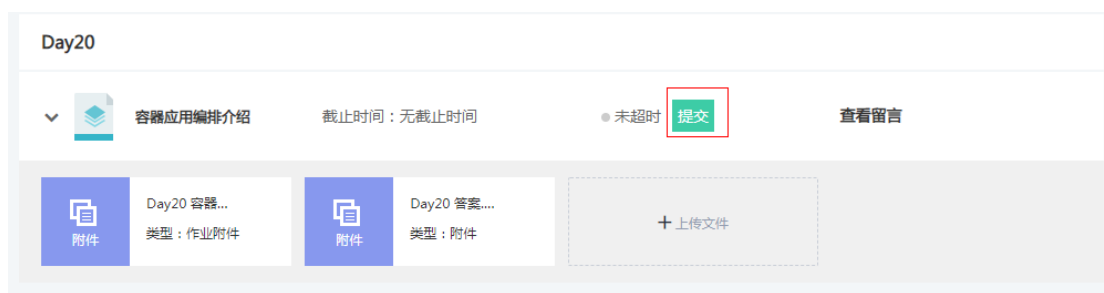 Day20
容器应用编排介绍
截止时间：无截止时间
未超时
提交
查看留言
附件
Day20 容器...
类型：作业附件
附件
Day20 答案....
类型：附件
+ 上传文件